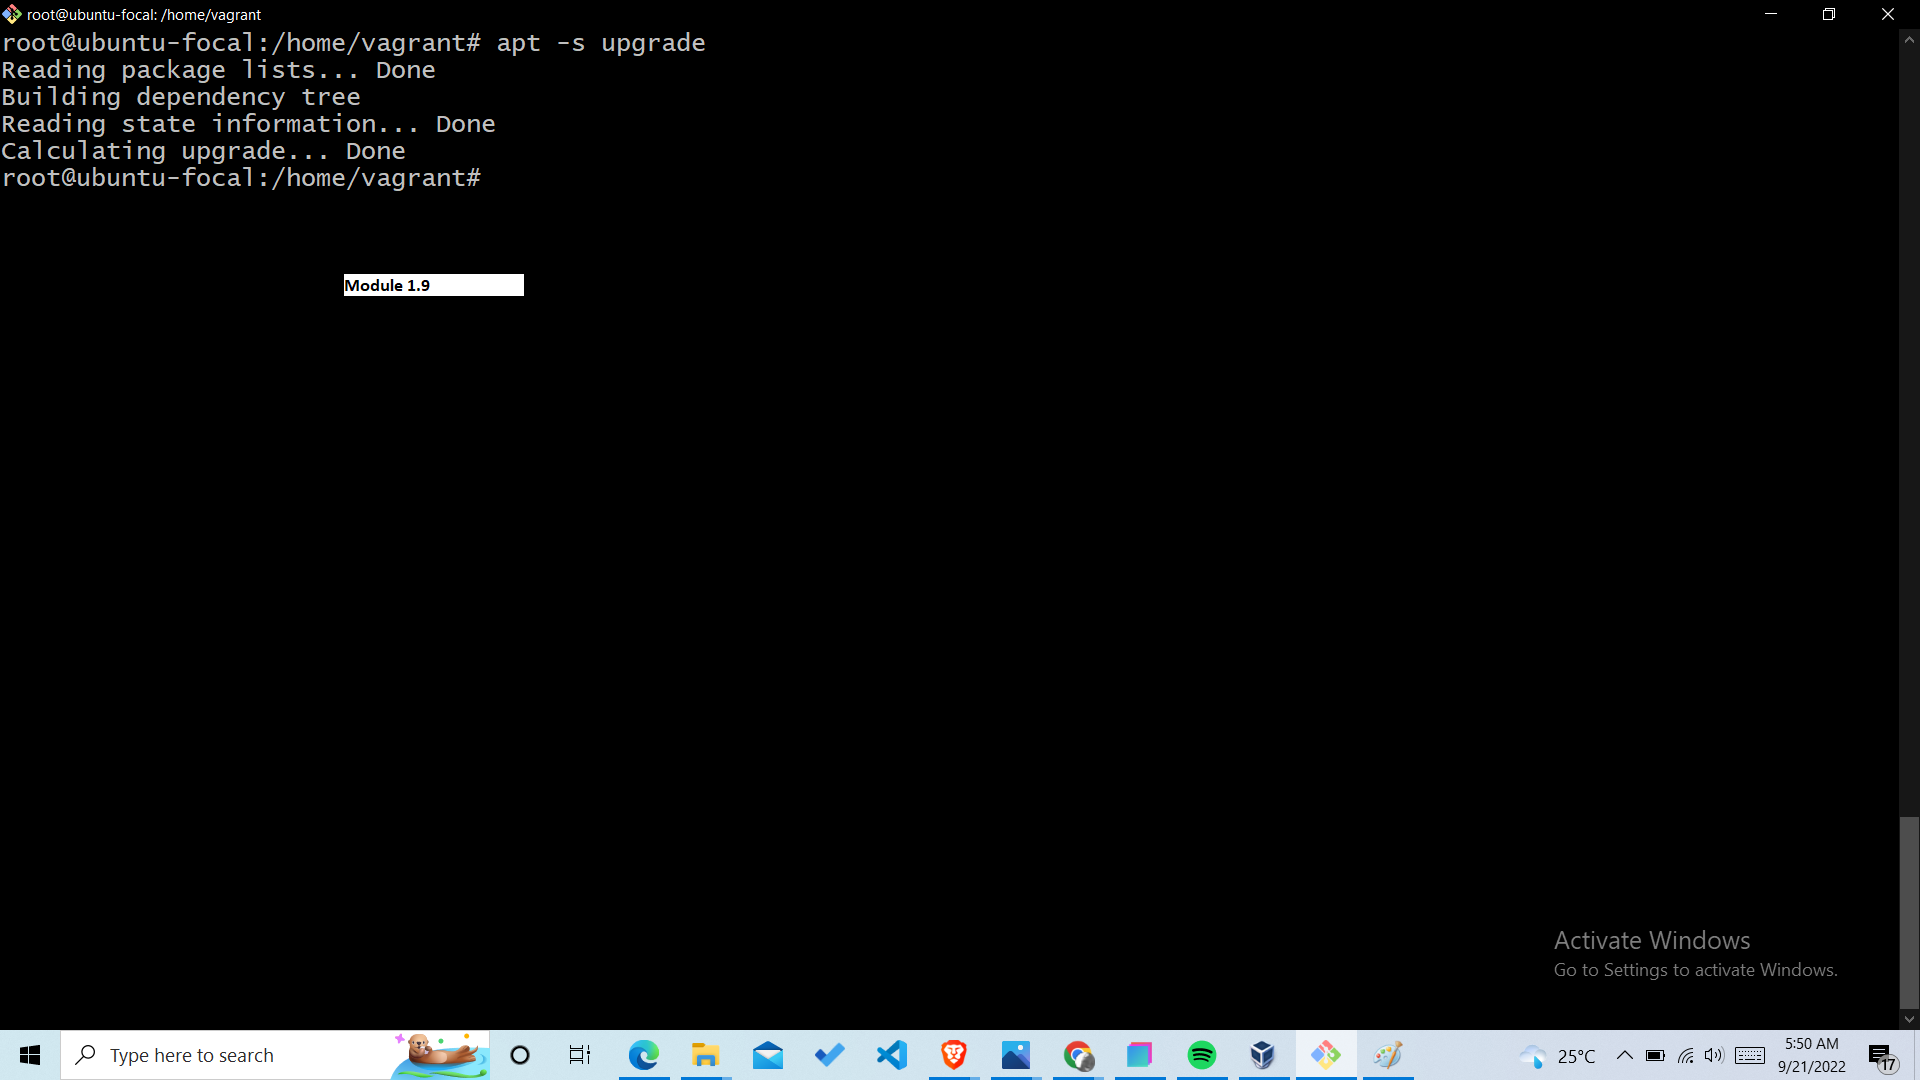 root@ubuntu-focal: /home/vagrant
root@ubuntu-focal:/home/vagrant# apt -s upgrade
Reading package lists... Done
Building dependency tree
Reading state information... Done
Calculating upgrade... Done
root@ubuntu-focal:/home/vagrant#
Module 1.9
Activate Windows
Go to Settings to activate Windows.
Type here to search
25°C
5:50 AM
9/21/2022
17